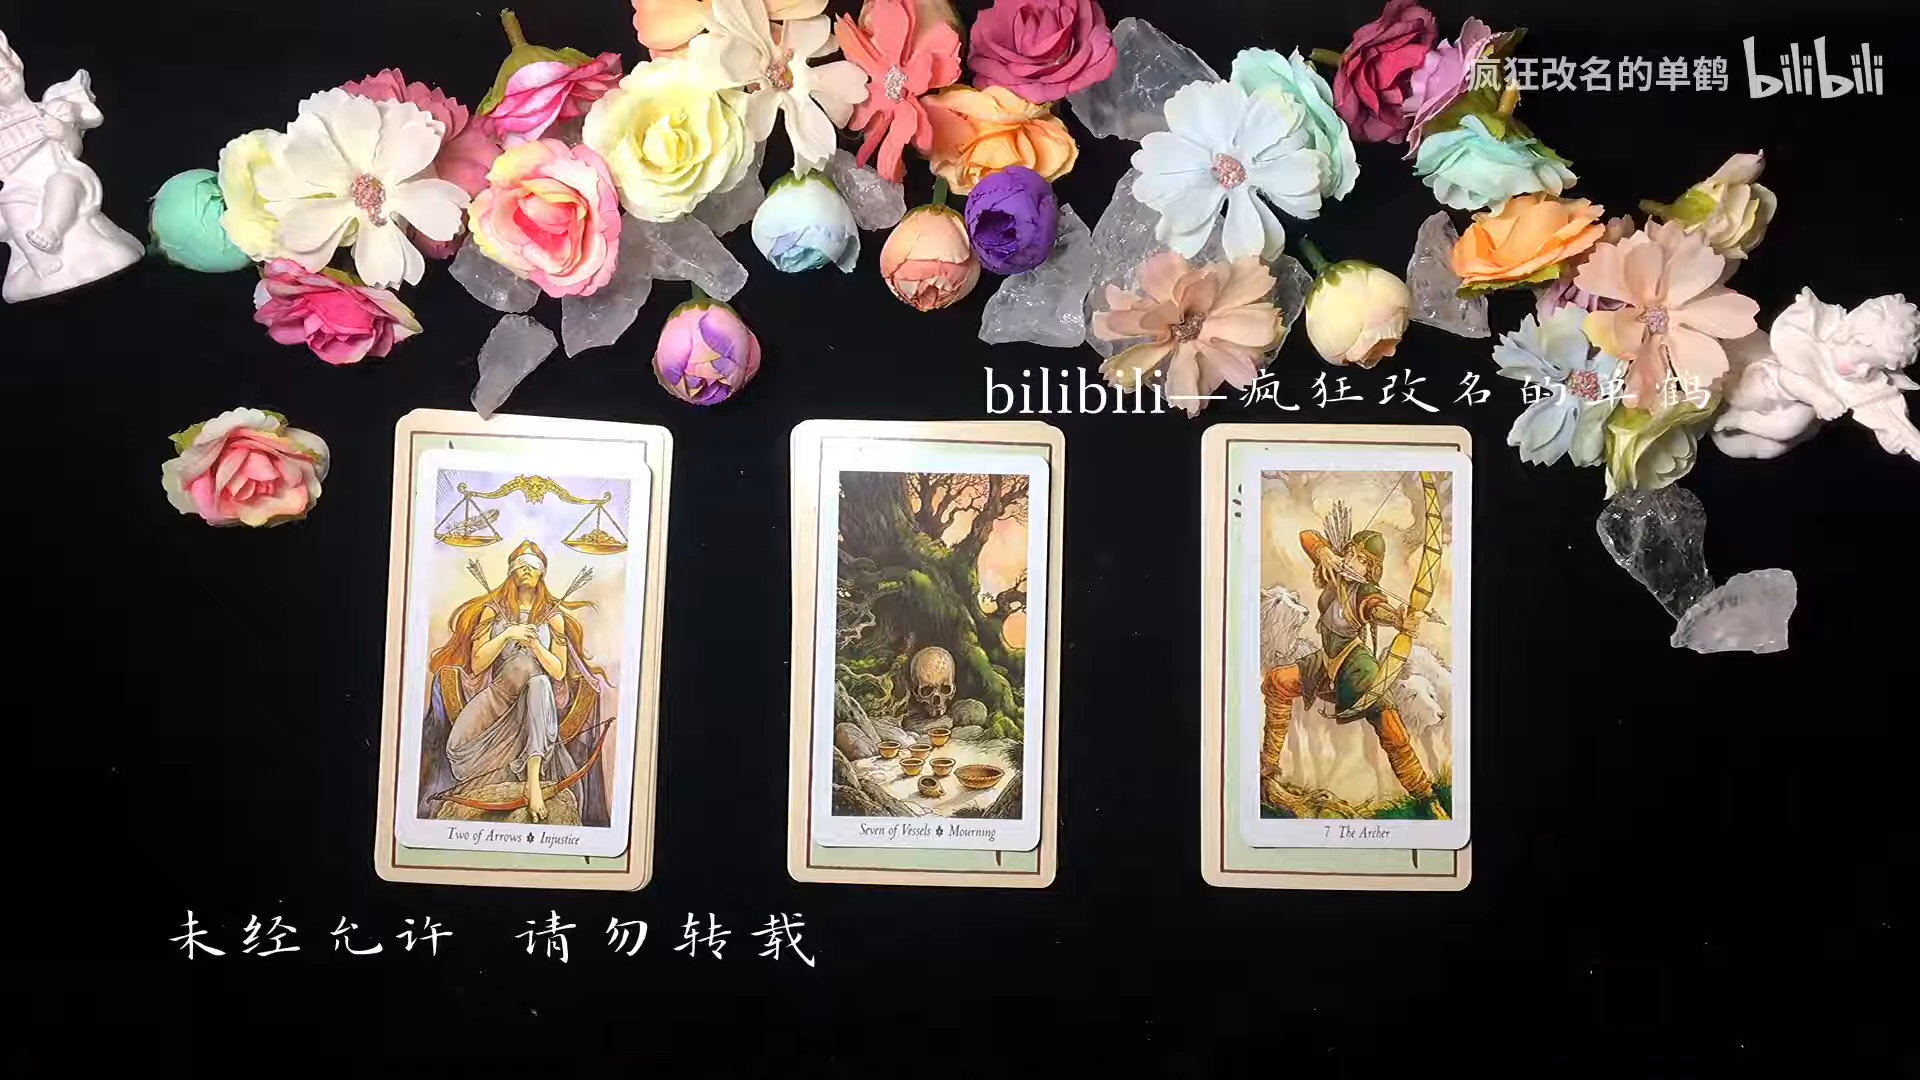 疯狂改名的单鹤 bilibili
bilibili—疯狂改名的单鹤
Two of Arrows Injustice
Seven of Vessels Mourning
7 The Archer
未经允许 请勿转载